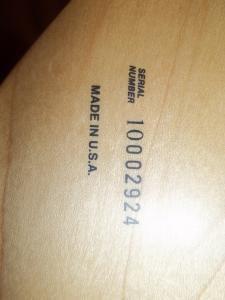 SERIAL
NUMBER 10002924
MADE IN U.S.A.